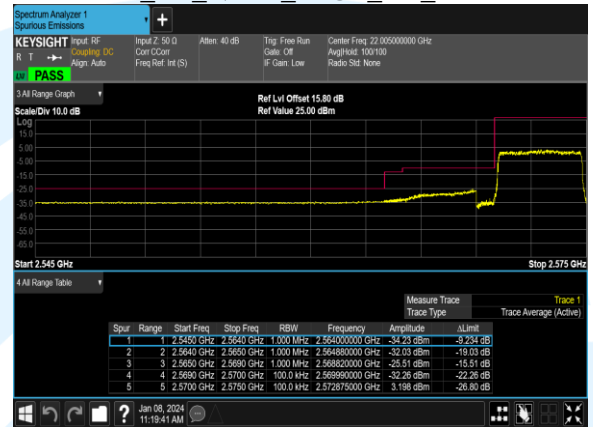 Spectrum Analyzer 1
Spurious Emissions
+
KEYSIGHT Input: RF Input Z: 50 Ω Atten: 40 dB Trig: Free Run Center Freq: 22.005000000 GHz
R T Coupling: DC Corr CCorr Gate: Off Avg|Hold: 100/100
Align: Auto Freq Ref: Int (S) IF Gain: Low Radio Std: None
PASS
3 All Range Graph
Ref Lvl Offset 15.80 dB
Scale/Div 10.0 dB Ref Value 25.00 dBm
Log
15.0
5.00
-5.00
-15.0
-25.0
-35.0
-45.0
-55.0
-65.0
Start 2.545 GHz Stop 2.575 GHz
4 All Range Table
Measure Trace Trace 1
Trace Type Trace Average (Active)
Spur Range Start Freq Stop Freq RBW Frequency Amplitude ΔLimit
1 1 2.5450 GHz 2.5640 GHz 1.000 MHz 2.564000000 GHz -34.23 dBm -9.234 dB
2 2 2.5640 GHz 2.5650 GHz 1.000 MHz 2.564880000 GHz -32.03 dBm -19.03 dB
3 3 2.5650 GHz 2.5690 GHz 1.000 MHz 2.568820000 GHz -25.51 dBm -15.51 dB
4 4 2.5690 GHz 2.5700 GHz 100.0 kHz 2.569990000 GHz -32.26 dBm -22.26 dB
5 5 2.5700 GHz 2.5750 GHz 100.0 kHz 2.572875000 GHz 3.198 dBm -26.80 dB
?
Jan 08, 2024
11:19:41 AM